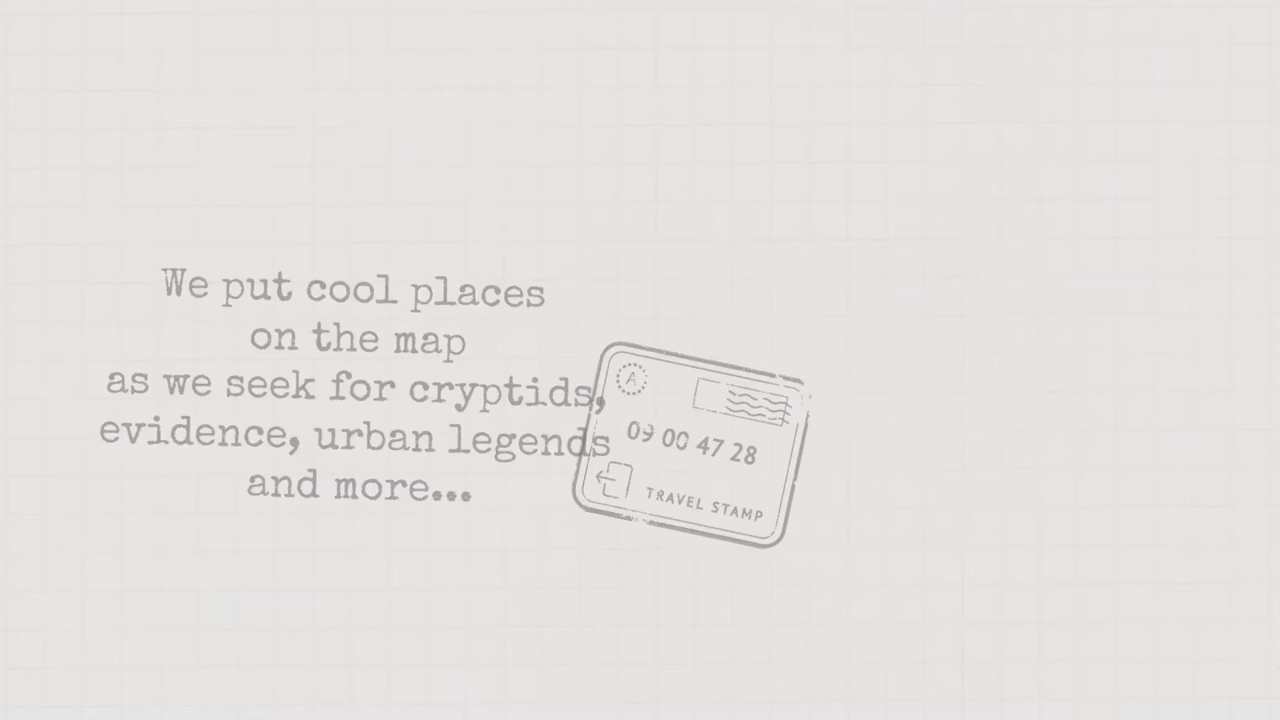 We put cool places
on the map
as we seek for cryptids,
evidence, urban legends
and more...
A
09 00 47 28
TRAVEL STAMP